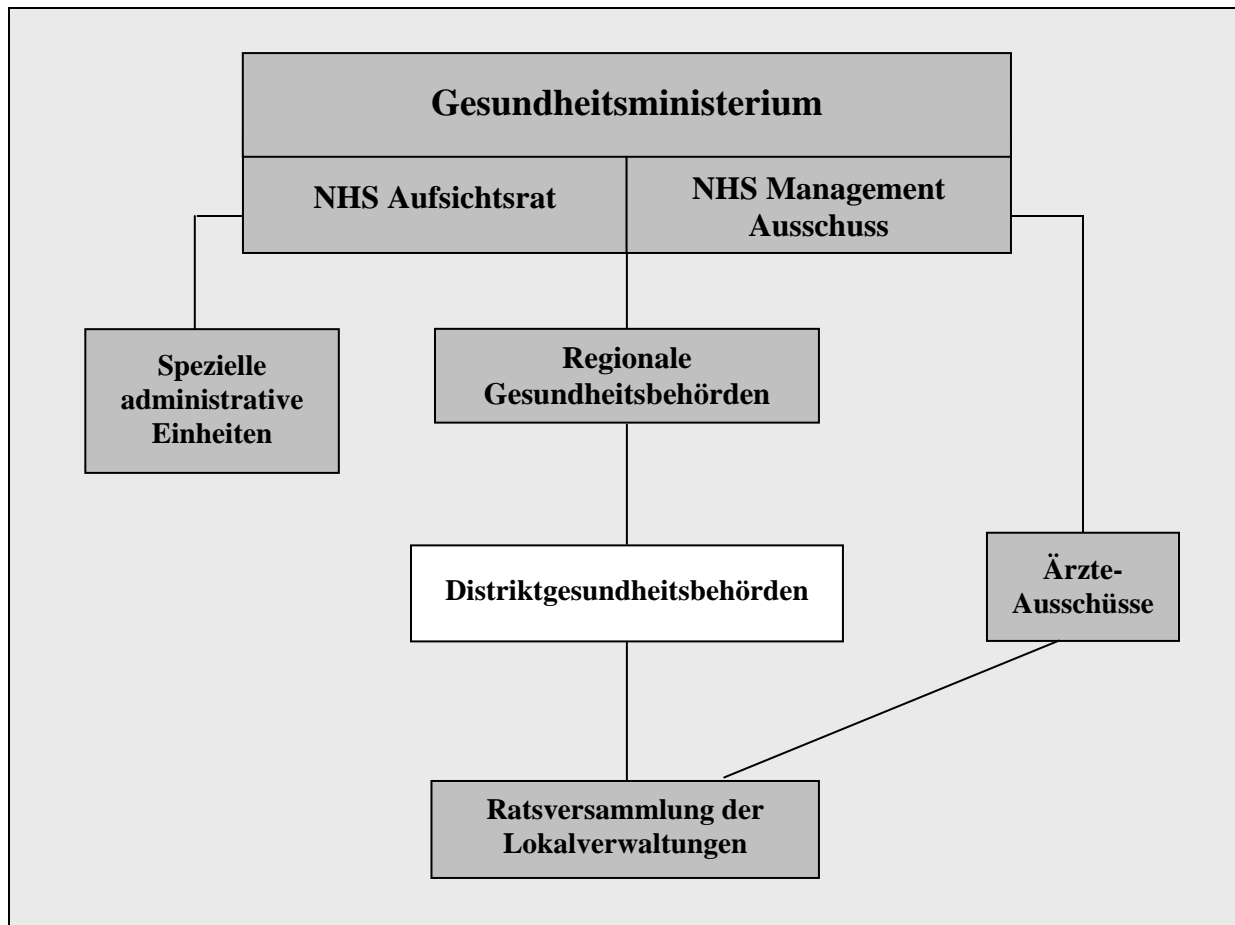 Gesundheitsministerium
NHS Aufsichtsrat
NHS Management
Ausschuss
Spezielle
administrative
Einheiten
Regionale
Gesundheitsbehörden
Distriktgesundheitsbehörden
Ärzte-
Ausschüsse
Ratsversammlung der
Lokalverwaltungen